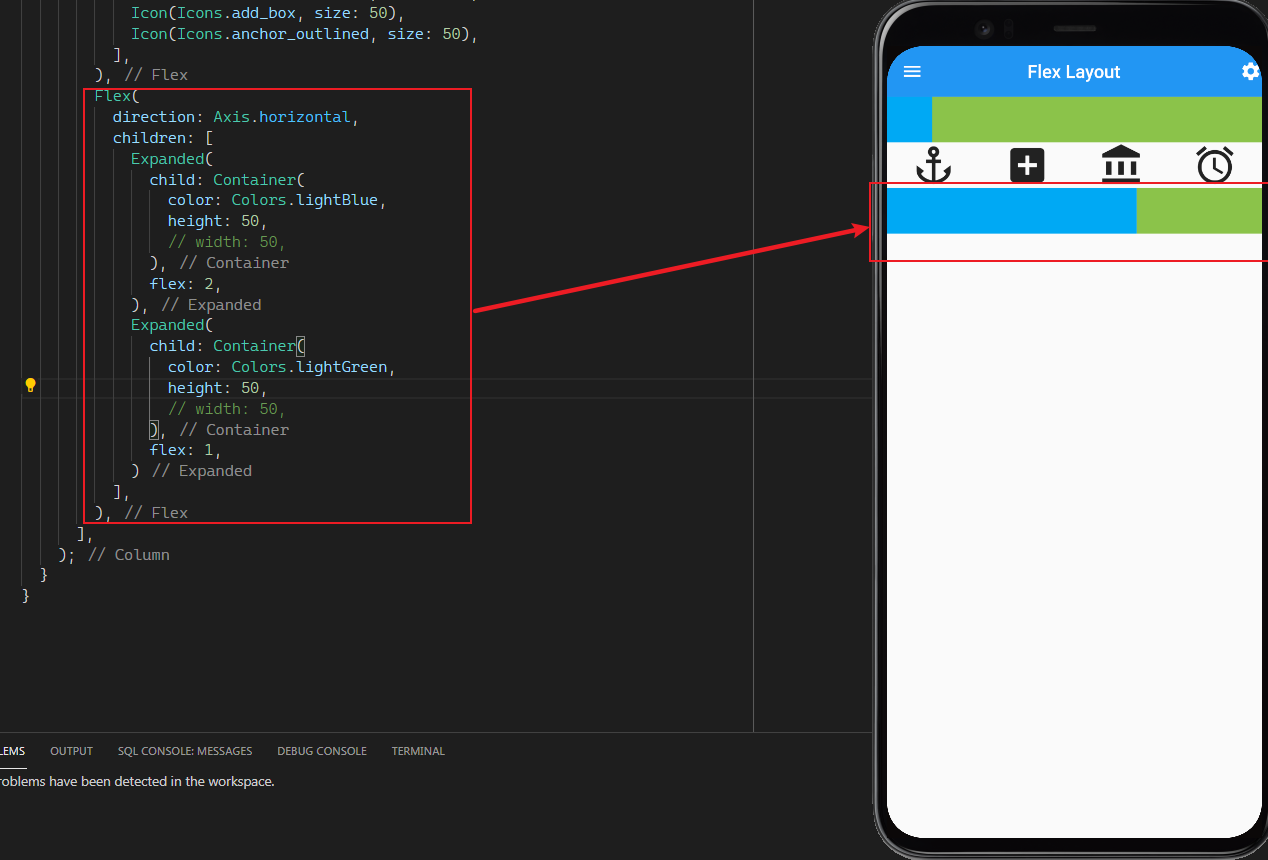 Icon(Icons.add_box, size: 50),
Icon(Icons.anchor_outlined, size: 50),
],
), // Flex
Flex(
direction: Axis.horizontal,
children: [
Expanded(
child: Container(
color: Colors.lightBlue,
height: 50,
// width: 50,
), // Container
flex: 2,
), // Expanded
Expanded(
child: Container(
color: Colors.lightGreen,
height: 50,
// width: 50,
), // Container
flex: 1,
) // Expanded
],
), // Flex
],
); // Column
}
}
LEMS OUTPUT SQL CONSOLE: MESSAGES DEBUG CONSOLE TERMINAL
roblems have been detected in the workspace.
Flex Layout